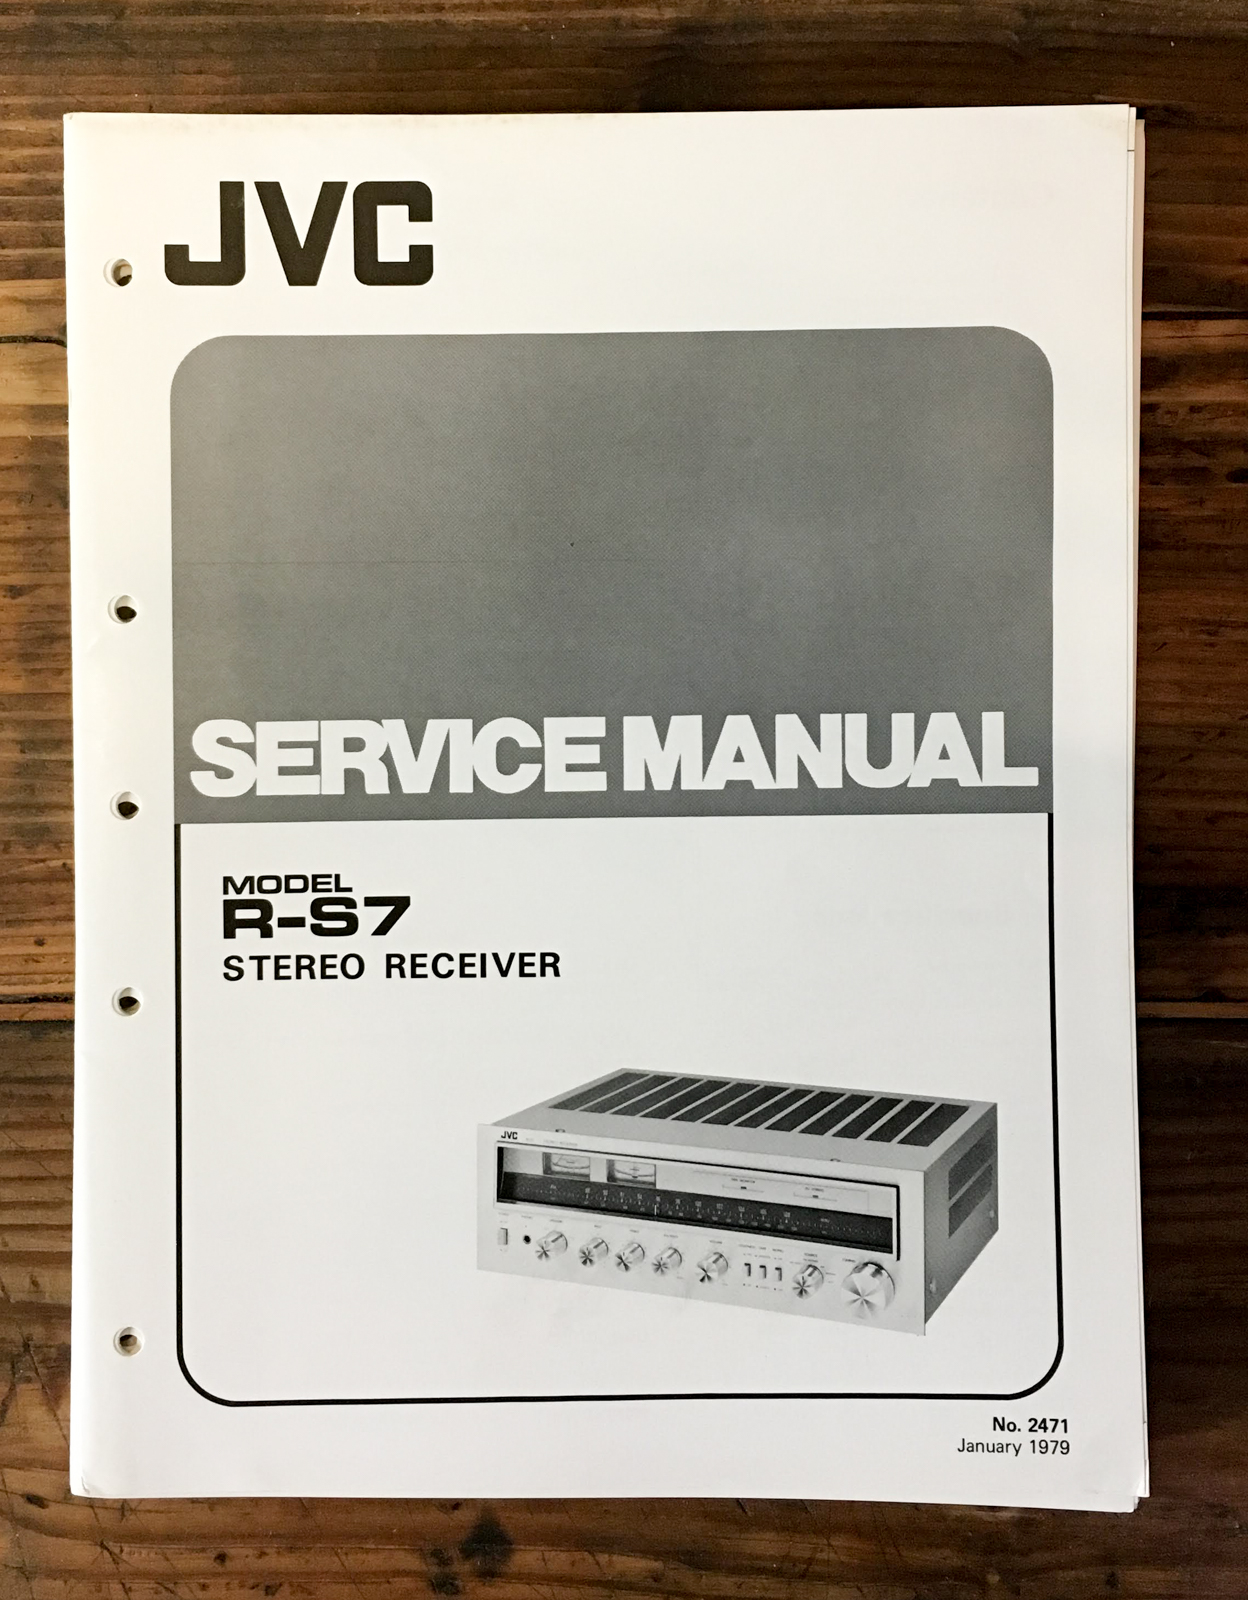 JVC
SERVICE MANUAL
MODEL
R-S7
STEREO RECEIVER
JVC
No. 2471
January 1979